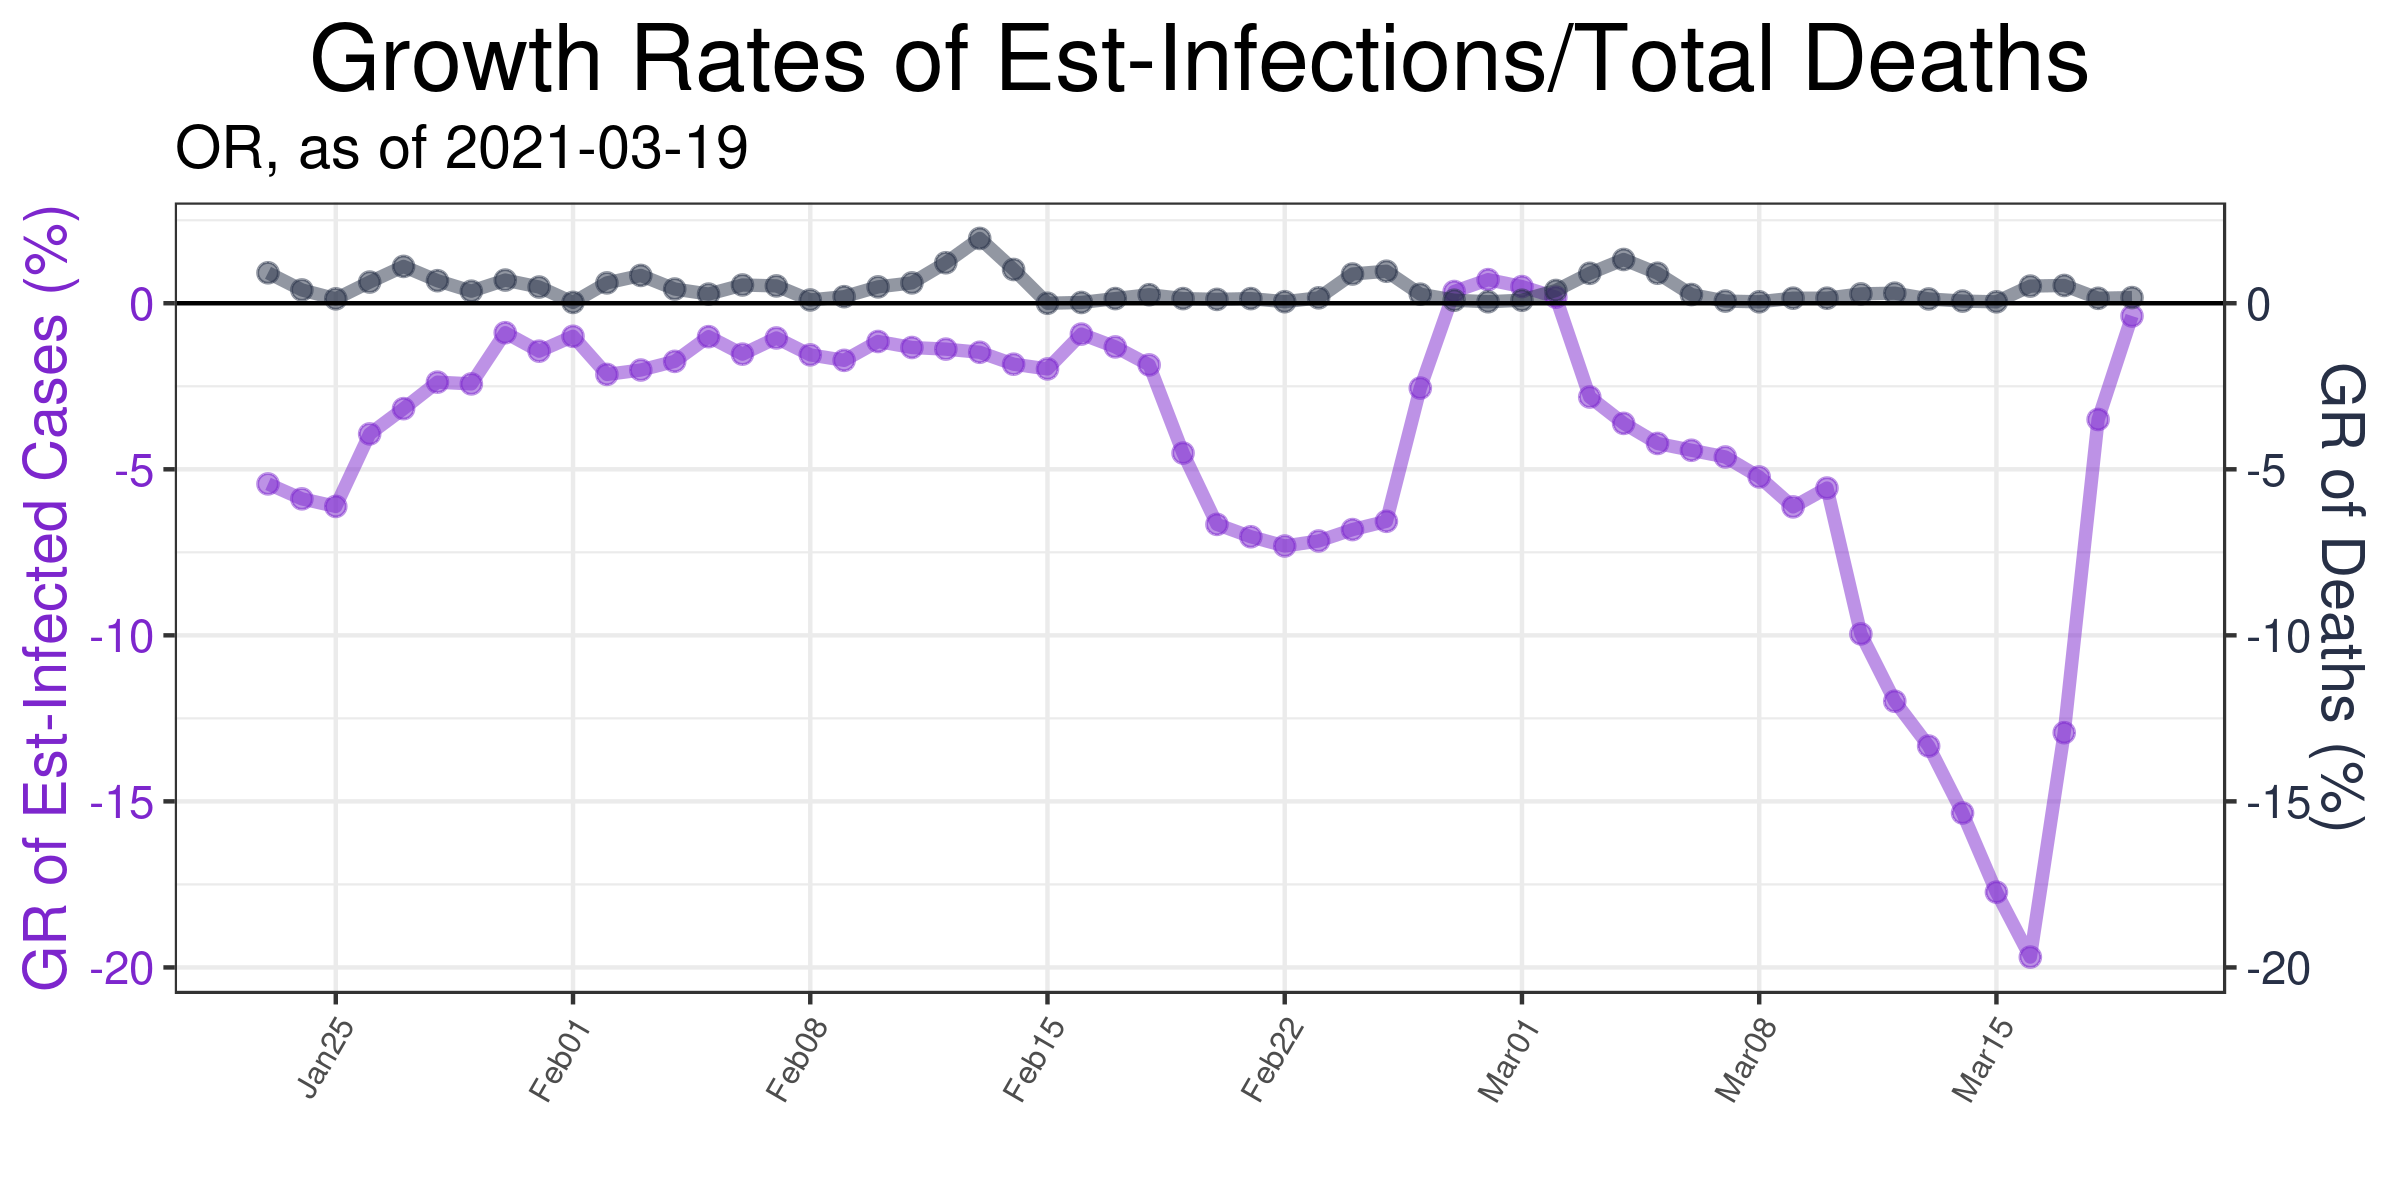 Growth Rates of Est-Infections/Total Deaths
OR, as of 2021-03-19
GR of Est-Infected Cases (%)
0
-5
-10
-15
-20
0
-5
-10
-15
-20
GR of Deaths (%)
Jan25
Feb01
Feb08
Feb15
Feb22
Mar01
Mar08
Mar15